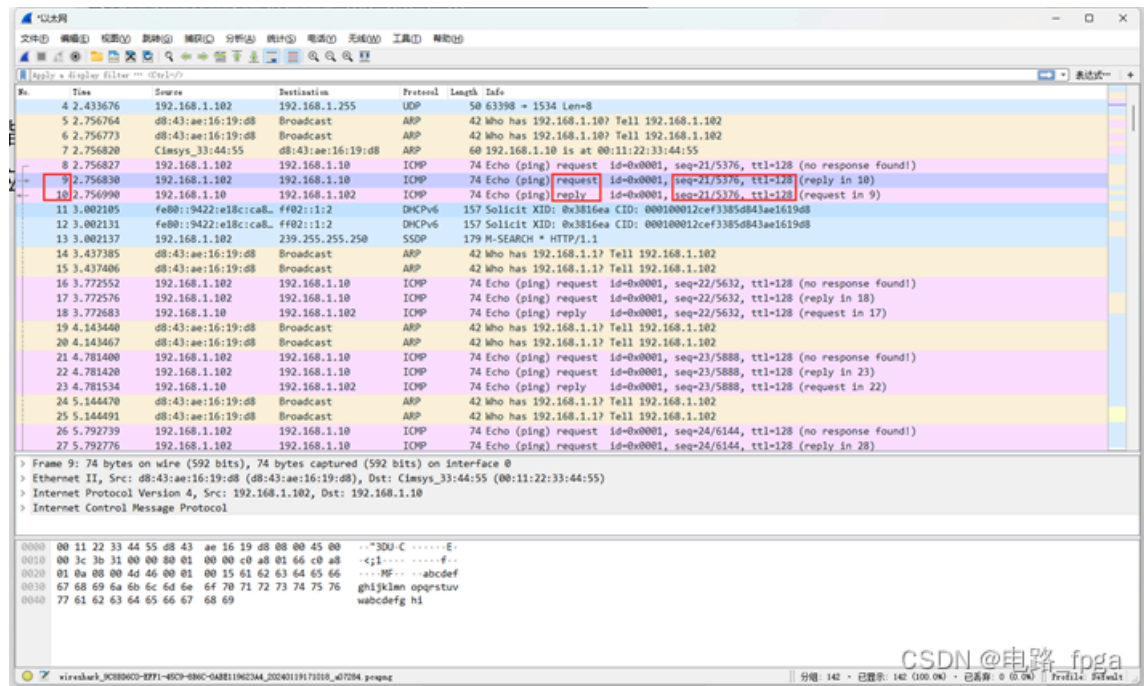 *以太网
文件(F) 编辑(E) 视图(V) 跳转(G) 捕获(C) 分析(A) 统计(S) 电话(Y) 无线(W) 工具(T) 帮助(H)
Apply a display filter … <Ctrl-/> 表达式… +
No. Time Source Destination Protocol Length Info
4 2.433676 192.168.1.102 192.168.1.255 UDP 50 63398 → 1534 Len=8
5 2.756764 d8:43:ae:16:19:d8 Broadcast ARP 42 Who has 192.168.1.10? Tell 192.168.1.102
6 2.756773 d8:43:ae:16:19:d8 Broadcast ARP 42 Who has 192.168.1.10? Tell 192.168.1.102
7 2.756820 Cimsys_33:44:55 d8:43:ae:16:19:d8 ARP 60 192.168.1.10 is at 00:11:22:33:44:55
8 2.756827 192.168.1.102 192.168.1.10 ICMP 74 Echo (ping) request id=0x0001, seq=21/5376, ttl=128 (no response found!)
9 2.756830 192.168.1.102 192.168.1.10 ICMP 74 Echo (ping) request id=0x0001, seq=21/5376, ttl=128 (reply in 10)
10 2.756990 192.168.1.10 192.168.1.102 ICMP 74 Echo (ping) reply id=0x0001, seq=21/5376, ttl=128 (request in 9)
11 3.002105 fe80::9422:e18c:ca8… ff02::1:2 DHCPv6 157 Solicit XID: 0x3816ea CID: 000100012cef3385d843ae1619d8
12 3.002131 fe80::9422:e18c:ca8… ff02::1:2 DHCPv6 157 Solicit XID: 0x3816ea CID: 000100012cef3385d843ae1619d8
13 3.002137 192.168.1.102 239.255.255.250 SSDP 179 M-SEARCH * HTTP/1.1
14 3.437385 d8:43:ae:16:19:d8 Broadcast ARP 42 Who has 192.168.1.1? Tell 192.168.1.102
15 3.437406 d8:43:ae:16:19:d8 Broadcast ARP 42 Who has 192.168.1.1? Tell 192.168.1.102
16 3.772552 192.168.1.102 192.168.1.10 ICMP 74 Echo (ping) request id=0x0001, seq=22/5632, ttl=128 (no response found!)
17 3.772576 192.168.1.102 192.168.1.10 ICMP 74 Echo (ping) request id=0x0001, seq=22/5632, ttl=128 (reply in 18)
18 3.772683 192.168.1.10 192.168.1.102 ICMP 74 Echo (ping) reply id=0x0001, seq=22/5632, ttl=128 (request in 17)
19 4.143440 d8:43:ae:16:19:d8 Broadcast ARP 42 Who has 192.168.1.1? Tell 192.168.1.102
20 4.143467 d8:43:ae:16:19:d8 Broadcast ARP 42 Who has 192.168.1.1? Tell 192.168.1.102
21 4.781400 192.168.1.102 192.168.1.10 ICMP 74 Echo (ping) request id=0x0001, seq=23/5888, ttl=128 (no response found!)
22 4.781420 192.168.1.102 192.168.1.10 ICMP 74 Echo (ping) request id=0x0001, seq=23/5888, ttl=128 (reply in 23)
23 4.781534 192.168.1.10 192.168.1.102 ICMP 74 Echo (ping) reply id=0x0001, seq=23/5888, ttl=128 (request in 22)
24 5.144470 d8:43:ae:16:19:d8 Broadcast ARP 42 Who has 192.168.1.1? Tell 192.168.1.102
25 5.144491 d8:43:ae:16:19:d8 Broadcast ARP 42 Who has 192.168.1.1? Tell 192.168.1.102
26 5.792739 192.168.1.102 192.168.1.10 ICMP 74 Echo (ping) request id=0x0001, seq=24/6144, ttl=128 (no response found!)
27 5.792776 192.168.1.102 192.168.1.10 ICMP 74 Echo (ping) request id=0x0001, seq=24/6144, ttl=128 (reply in 28)
> Frame 9: 74 bytes on wire (592 bits), 74 bytes captured (592 bits) on interface 0
> Ethernet II, Src: d8:43:ae:16:19:d8 (d8:43:ae:16:19:d8), Dst: Cimsys_33:44:55 (00:11:22:33:44:55)
> Internet Protocol Version 4, Src: 192.168.1.102, Dst: 192.168.1.10
> Internet Control Message Protocol
0000 00 11 22 33 44 55 d8 43 ae 16 19 d8 08 00 45 00 ··"3DU·C ······E·
0010 00 3c 3b 31 00 00 80 01 00 00 c0 a8 01 66 c0 a8 ·<;1···· ·····f··
0020 01 0a 08 00 4d 46 00 01 00 15 61 62 63 64 65 66 ····MF·· ··abcdef
0030 67 68 69 6a 6b 6c 6d 6e 6f 70 71 72 73 74 75 76 ghijklmn opqrstuv
0040 77 61 62 63 64 65 66 67 68 69 wabcdefg hi
CSDN @电路_fpga
分组: 142 · 已显示: 142 (100.0%) · 已丢弃: 0 (0.0%) Profile: Default